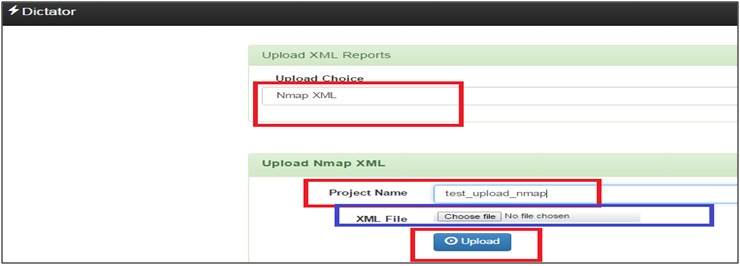 Dictator
Upload XML Reports
Upload Choice
Nmap XML
Upload Nmap XML
Project Name test_upload_nmap
XML File Choose file No file chosen
Upload